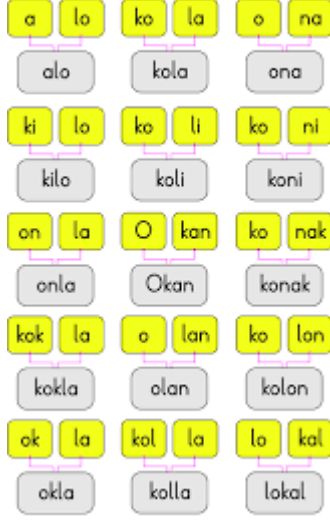 a lo ko la o na
alo kola ona
ki lo ko li ko ni
kilo koli koni
on la O kan ko nak
onla Okan konak
kok la o lan ko lon
kokla olan kolon
ok la kol la lo kal
okla kolla lokal